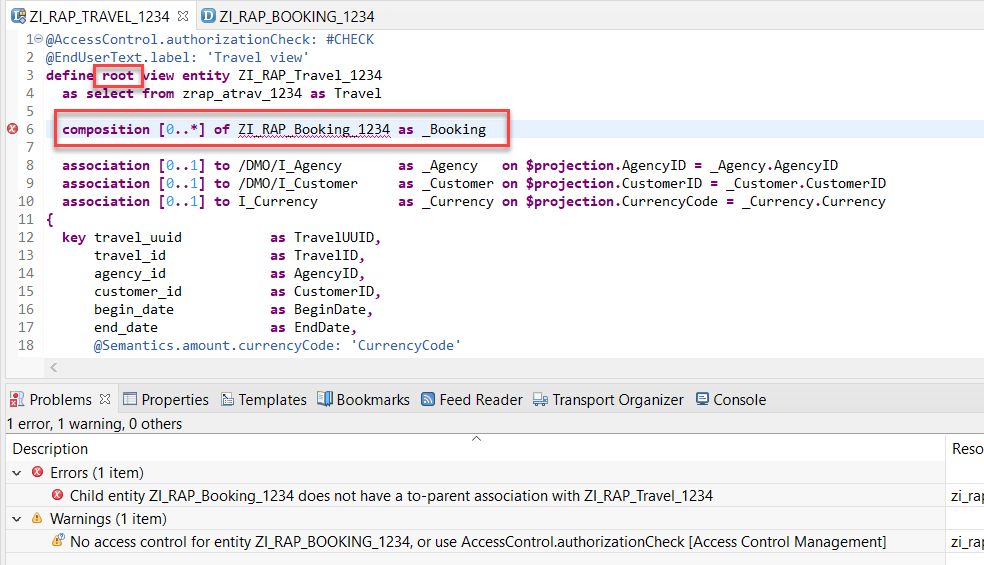 ZI_RAP_TRAVEL_1234 ZI_RAP_BOOKING_1234
1 @AccessControl.authorizationCheck: #CHECK
2 @EndUserText.label: 'Travel view'
3 define root view entity ZI_RAP_Travel_1234
4 as select from zrap_atrav_1234 as Travel
5
6 composition [0..*] of ZI_RAP_Booking_1234 as _Booking
7
8 association [0..1] to /DMO/I_Agency as _Agency on $projection.AgencyID = _Agency.AgencyID
9 association [0..1] to /DMO/I_Customer as _Customer on $projection.CustomerID = _Customer.CustomerID
10 association [0..1] to I_Currency as _Currency on $projection.CurrencyCode = _Currency.Currency
11 {
12 key travel_uuid as TravelUUID,
13 travel_id as TravelID,
14 agency_id as AgencyID,
15 customer_id as CustomerID,
16 begin_date as BeginDate,
17 end_date as EndDate,
18 @Semantics.amount.currencyCode: 'CurrencyCode'
Problems Properties Templates Bookmarks Feed Reader Transport Organizer Console
1 error, 1 warning, 0 others
Description Reso
Errors (1 item)
Child entity ZI_RAP_Booking_1234 does not have a to-parent association with ZI_RAP_Travel_1234 zi_rap
Warnings (1 item)
No access control for entity ZI_RAP_BOOKING_1234, or use AccessControl.authorizationCheck [Access Control Management] zi_rap